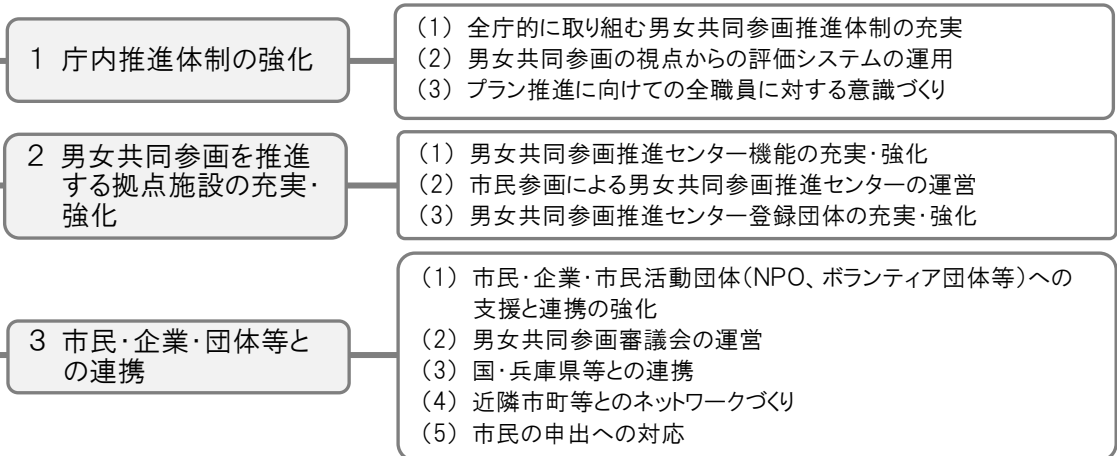 1 庁内推進体制の強化
(1) 全庁的に取り組む男女共同参画推進体制の充実
(2) 男女共同参画の視点からの評価システムの運用
(3) プラン推進に向けての全職員に対する意識づくり
2 男女共同参画を推進
する拠点施設の充実・
強化
(1) 男女共同参画推進センター機能の充実・強化
(2) 市民参画による男女共同参画推進センターの運営
(3) 男女共同参画推進センター登録団体の充実・強化
3 市民・企業・団体等と
の連携
(1) 市民・企業・市民活動団体(NPO、ボランティア団体等)への
支援と連携の強化
(2) 男女共同参画審議会の運営
(3) 国・兵庫県等との連携
(4) 近隣市町等とのネットワークづくり
(5) 市民の申出への対応